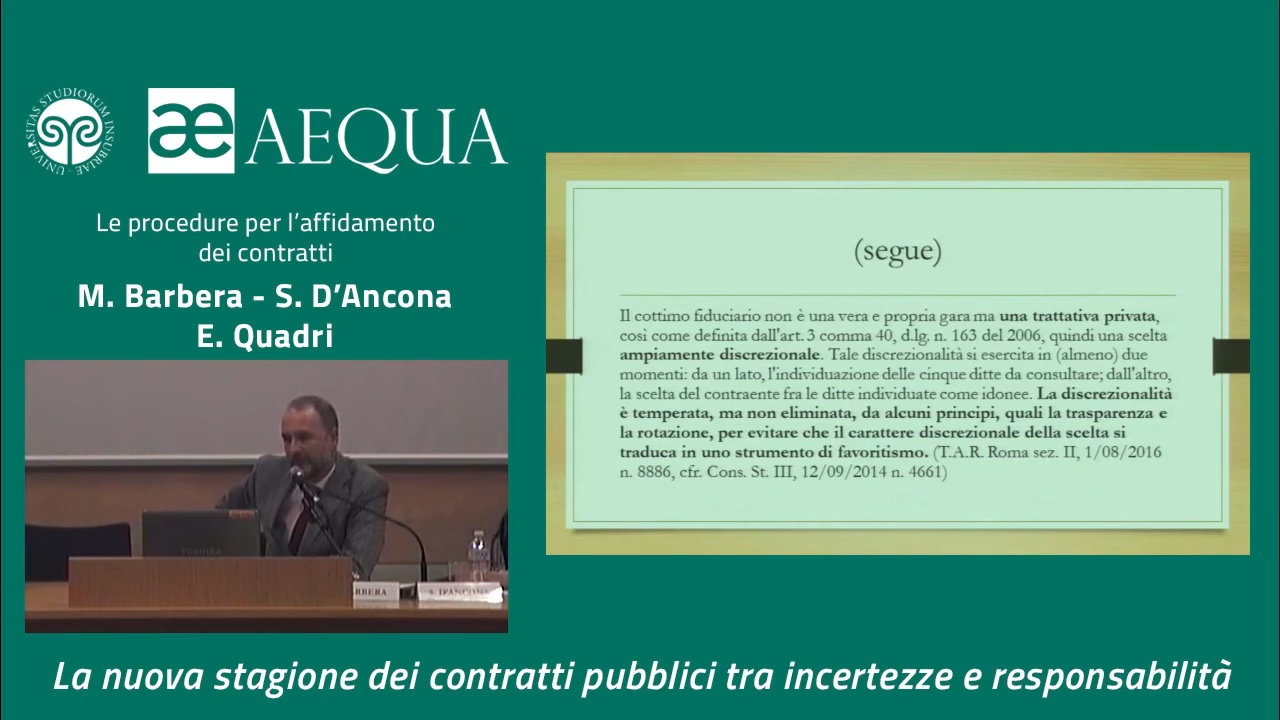 UNIVERSITAS STUDIORUM INSUBRIAE
æ AEQUA
Le procedure per l'affidamento
dei contratti
M. Barbera - S. D'Ancona
E. Quadri
TOSHIBA
RBERA
S. D'ANCONA
(segue)
Il cottimo fiduciario non è una vera e propria gara ma una trattativa privata,
così come definita dall'art. 3 comma 40, d.lg. n. 163 del 2006, quindi una scelta
ampiamente discrezionale. Tale discrezionalità si esercita in (almeno) due
momenti: da un lato, l'individuazione delle cinque ditte da consultare; dall'altro,
la scelta del contraente fra le ditte individuate come idonee. La discrezionalità
è temperata, ma non eliminata, da alcuni principi, quali la trasparenza e
la rotazione, per evitare che il carattere discrezionale della scelta si
traduca in uno strumento di favoritismo. (T.A.R. Roma sez. II, 1/08/2016
n. 8886, cfr. Cons. St. III, 12/09/2014 n. 4661)
La nuova stagione dei contratti pubblici tra incertezze e responsabilità